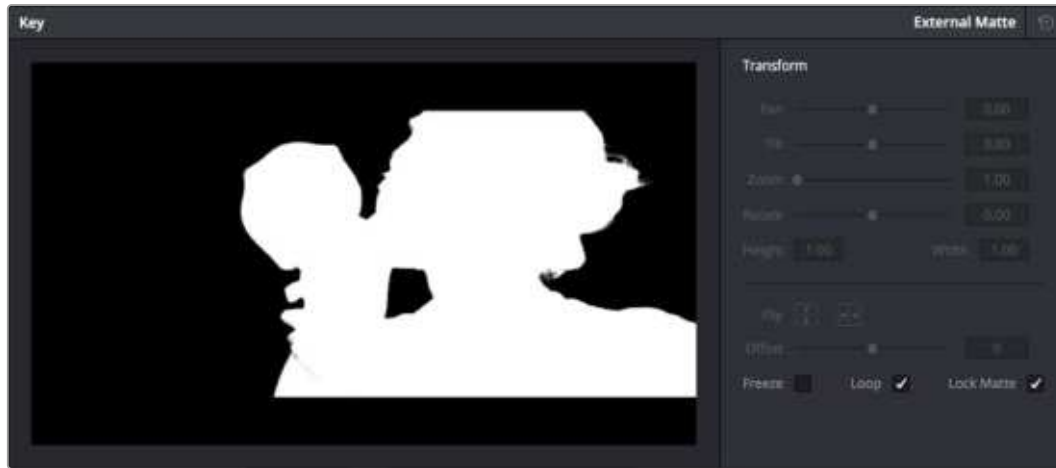 Key External Matte
Transform
Pan 0.00
Tilt 0.00
Zoom 1.00
Rotate 0.00
Height 1.00 Width 1.00
Flip
Offset 0
Freeze Loop Lock Matte